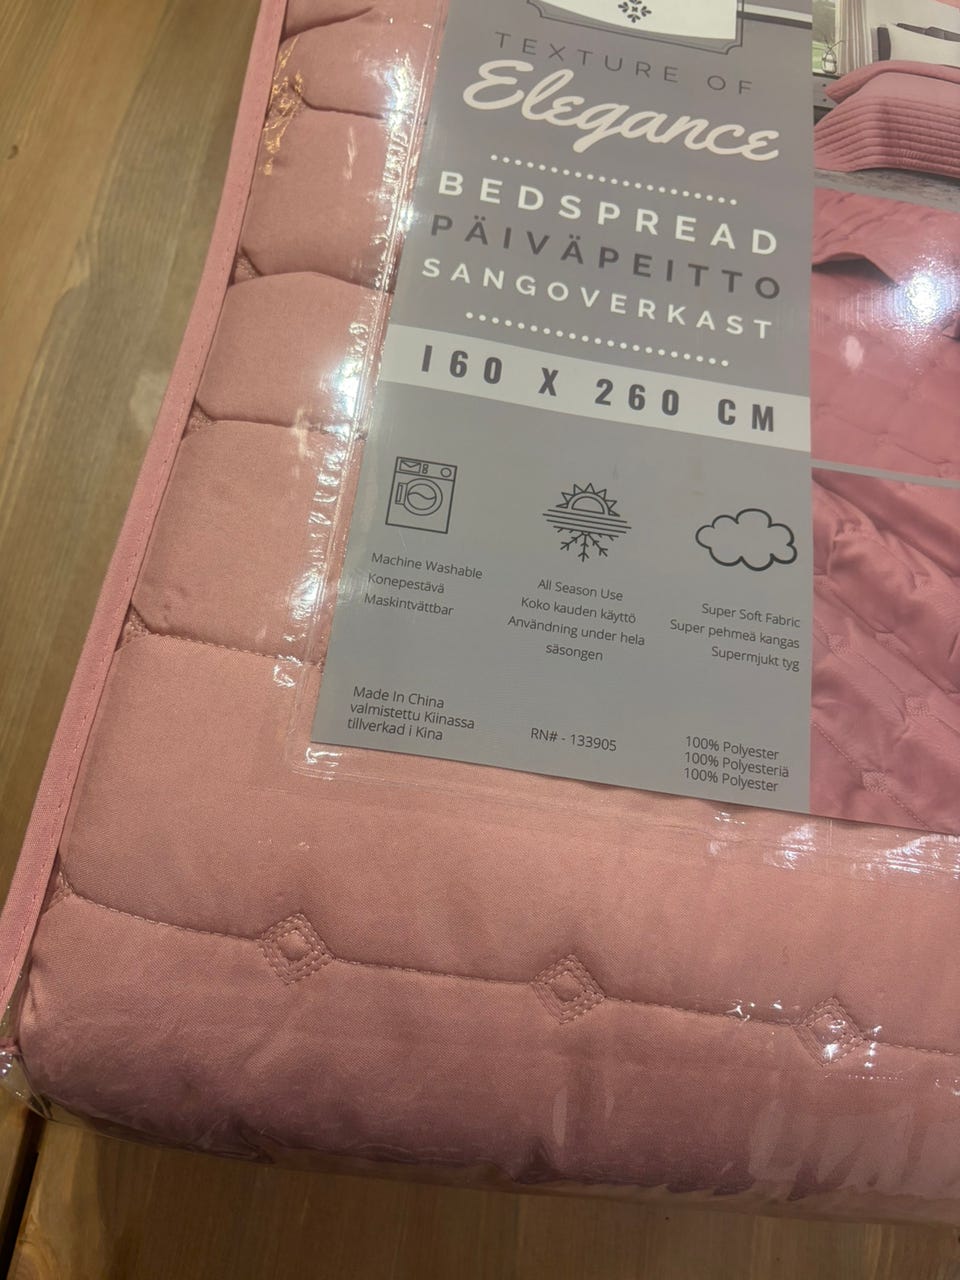 TEXTURE OF
Elegance
BEDSPREAD
PÄIVÄPEITTO
SANGOVERKAST
160 X 260 CM
Machine Washable
Konepestävä
Maskintvättbar
All Season Use
Koko kauden käyttö
Användning under hela
säsongen
Super Soft Fabric
Super pehmeä kangas
Supermjukt tyg
Made In China
valmistettu Kiinassa
tillverkad i Kina
RN# - 133905
100% Polyester
100% Polyesteriä
100% Polyester